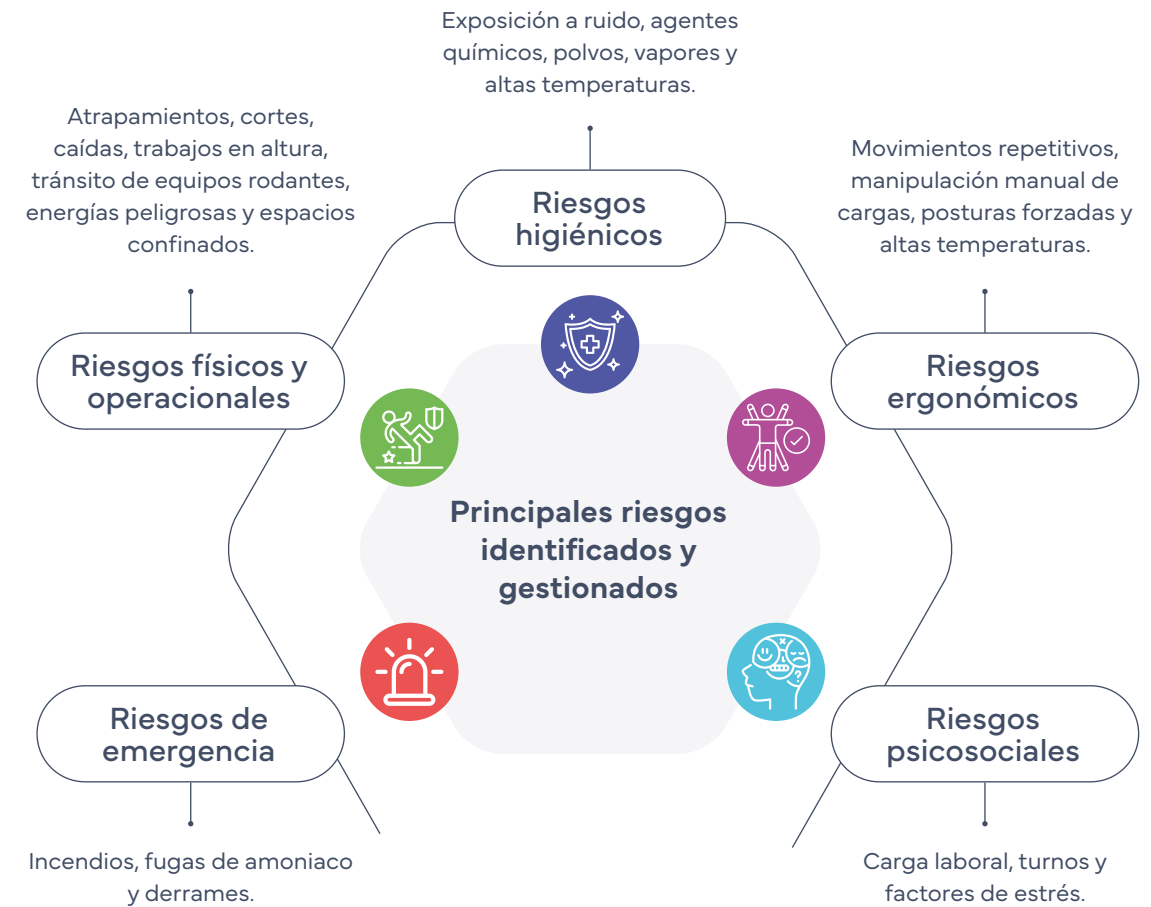 Exposición a ruido, agentes
químicos, polvos, vapores y
altas temperaturas.
Riesgos
higiénicos
Atrapamientos, cortes,
caídas, trabajos en altura,
tránsito de equipos rodantes,
energías peligrosas y espacios
confinados.
Riesgos físicos y
operacionales
Movimientos repetitivos,
manipulación manual de
cargas, posturas forzadas y
altas temperaturas.
Riesgos
ergonómicos
Principales riesgos
identificados y
gestionados
Riesgos de
emergencia
Incendios, fugas de amoniaco
y derrames.
Riesgos
psicosociales
Carga laboral, turnos y
factores de estrés.